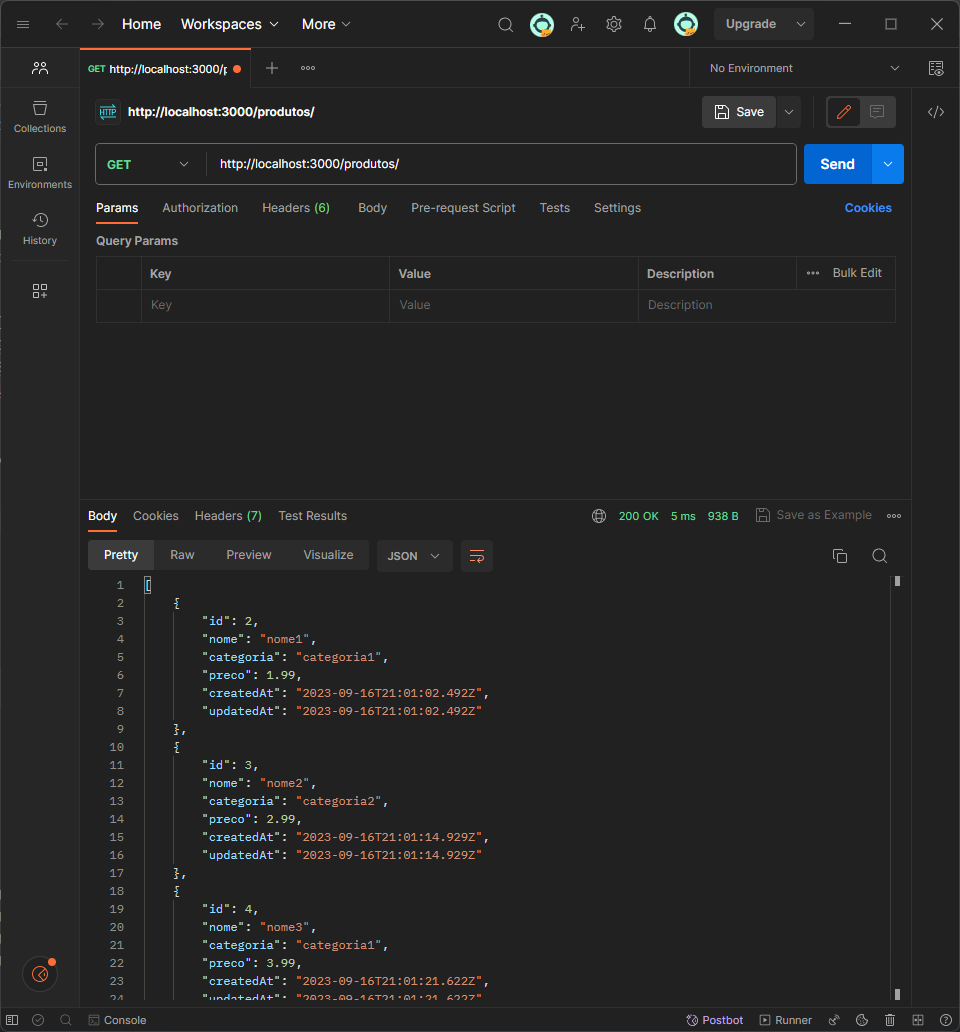 Home Workspaces More Upgrade
GET http://localhost:3000/p No Environment
HTTP http://localhost:3000/produtos/ Save
Collections
GET http://localhost:3000/produtos/ Send
Environments
Params Authorization Headers (6) Body Pre-request Script Tests Settings Cookies
History
Query Params
Key Value Description Bulk Edit
Key Value Description
Body Cookies Headers (7) Test Results 200 OK 5 ms 938 B Save as Example
Pretty Raw Preview Visualize JSON
1 [
2 {
3 "id": 2,
4 "nome": "nome1",
5 "categoria": "categoria1",
6 "preco": 1.99,
7 "createdAt": "2023-09-16T21:01:02.492Z",
8 "updatedAt": "2023-09-16T21:01:02.492Z"
9 },
10 {
11 "id": 3,
12 "nome": "nome2",
13 "categoria": "categoria2",
14 "preco": 2.99,
15 "createdAt": "2023-09-16T21:01:14.929Z",
16 "updatedAt": "2023-09-16T21:01:14.929Z"
17 },
18 {
19 "id": 4,
20 "nome": "nome3",
21 "categoria": "categoria1",
22 "preco": 3.99,
23 "createdAt": "2023-09-16T21:01:21.622Z",
24 "updatedAt": "2023-09-16T21:01:21.622Z"
Console Postbot Runner